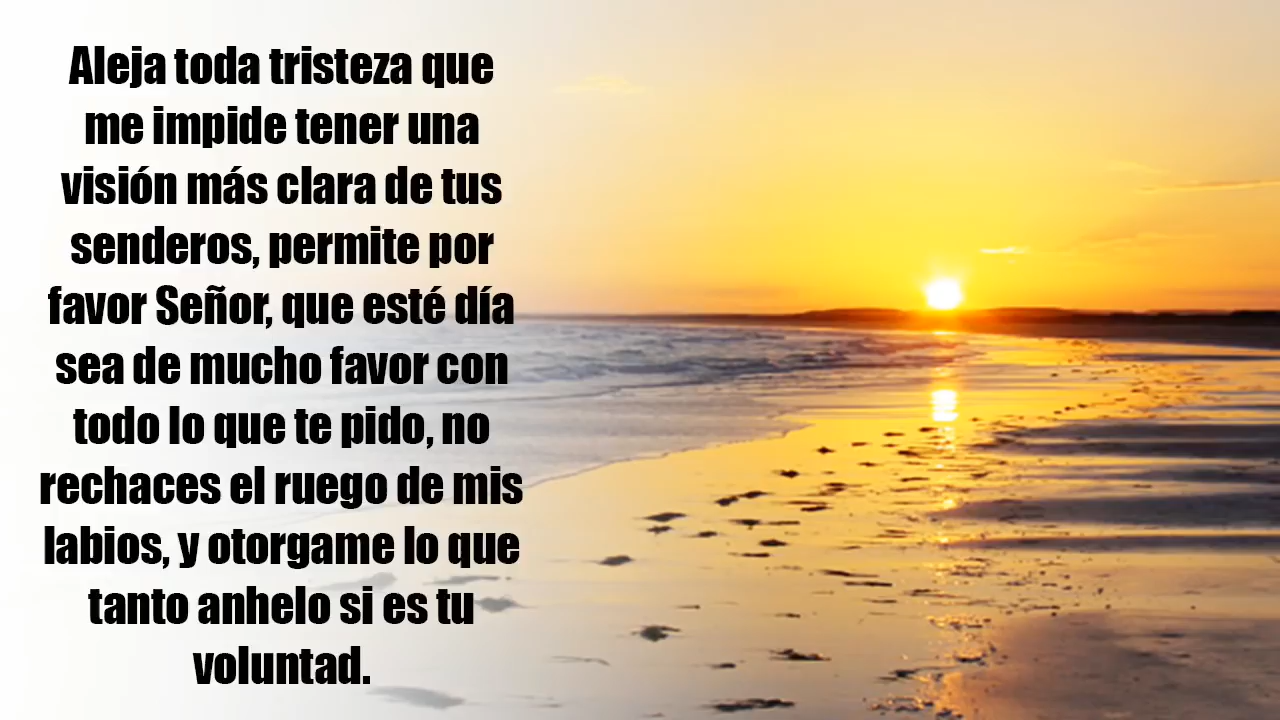 Aleja toda tristeza que
me impide tener una
visión más clara de tus
senderos, permite por
favor Señor, que esté día
sea de mucho favor con
todo lo que te pido, no
rechaces el ruego de mis
labios, y otorgame lo que
tanto anhelo si es tu
voluntad.